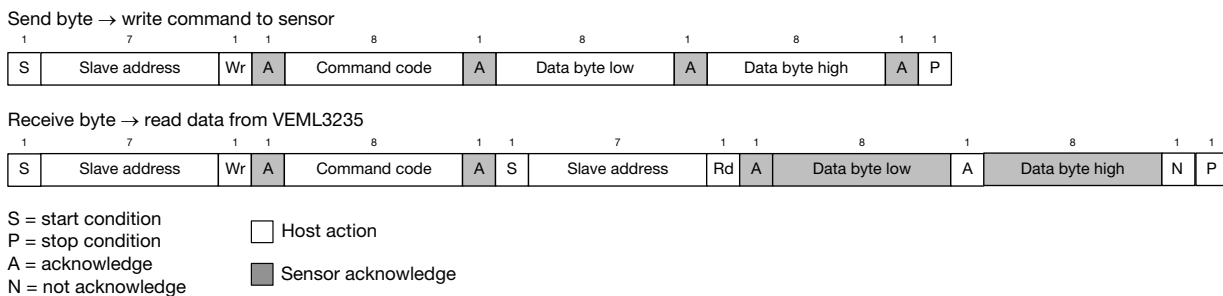 Send byte → write command to sensor
1 7 1 1 8 1 8 1 8 1 1
S Slave address Wr A Command code A Data byte low A Data byte high A P
Receive byte → read data from VEML3235
1 7 1 1 8 1 1 7 1 1 8 1 8 1 1
S Slave address Wr A Command code A S Slave address Rd A Data byte low A Data byte high N P
S = start condition
P = stop condition
A = acknowledge
N = not acknowledge
Host action
Sensor acknowledge